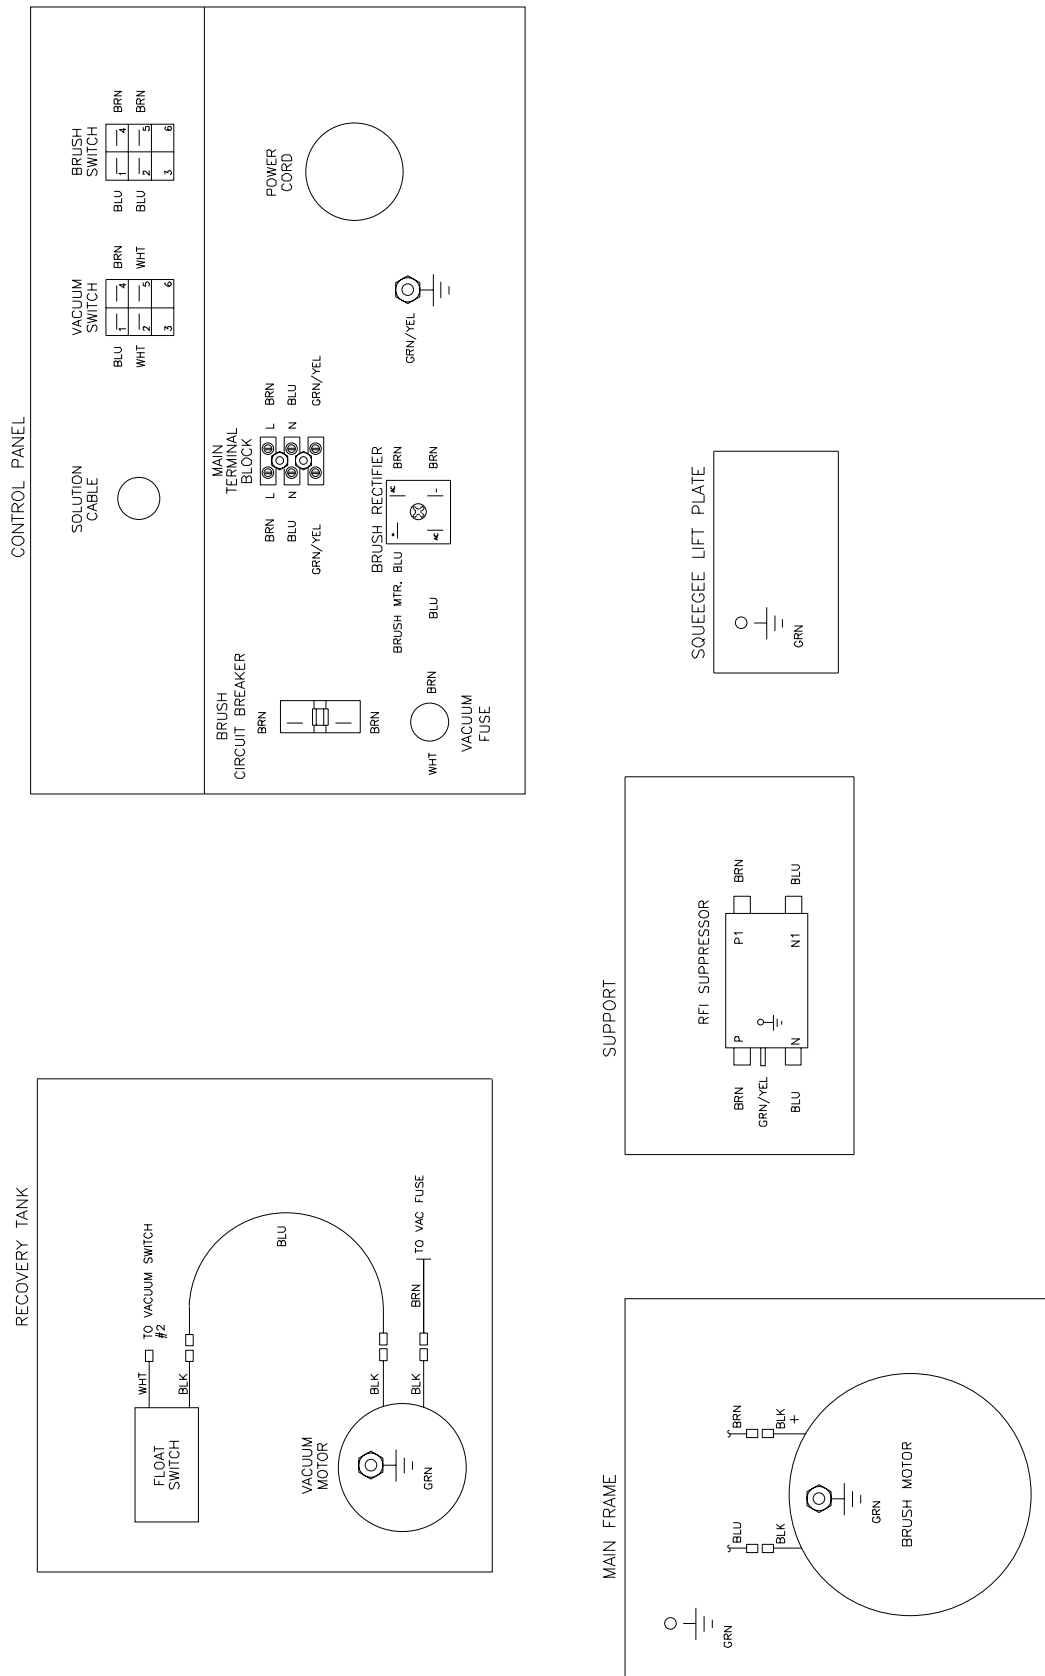 CONTROL PANEL
BRUSH
SWITCH
BLU
BLU
1
4
2
5
3
6
BRN
BRN
VACUUM
SWITCH
BLU
WHT
1
4
2
5
3
6
BRN
WHT
SOLUTION
CABLE
POWER
CORD
GRN/YEL
MAIN
TERMINAL
BLOCK
BRN
L
L
BRN
BLU
N
N
BLU
GRN/YEL
GRN/YEL
BRUSH RECTIFIER
BRUSH MTR. BLU
+
AC
BRN
BLU
AC
-
BRN
BRUSH
CIRCUIT BREAKER
BRN
BRN
VACUUM
FUSE
WHT
BRN
SQUEEGEE LIFT PLATE
GRN
SUPPORT
RFI SUPPRESSOR
BRN
P
P1
BRN
GRN/YEL
BLU
N
N1
BLU
RECOVERY TANK
FLOAT
SWITCH
WHT
TO VACUUM SWITCH
#2
BLK
BLU
VACUUM
MOTOR
BLK
BLK
BRN
TO VAC FUSE
GRN
MAIN FRAME
GRN
BLU
BLK
BRN
BLK
+
GRN
BRUSH MOTOR